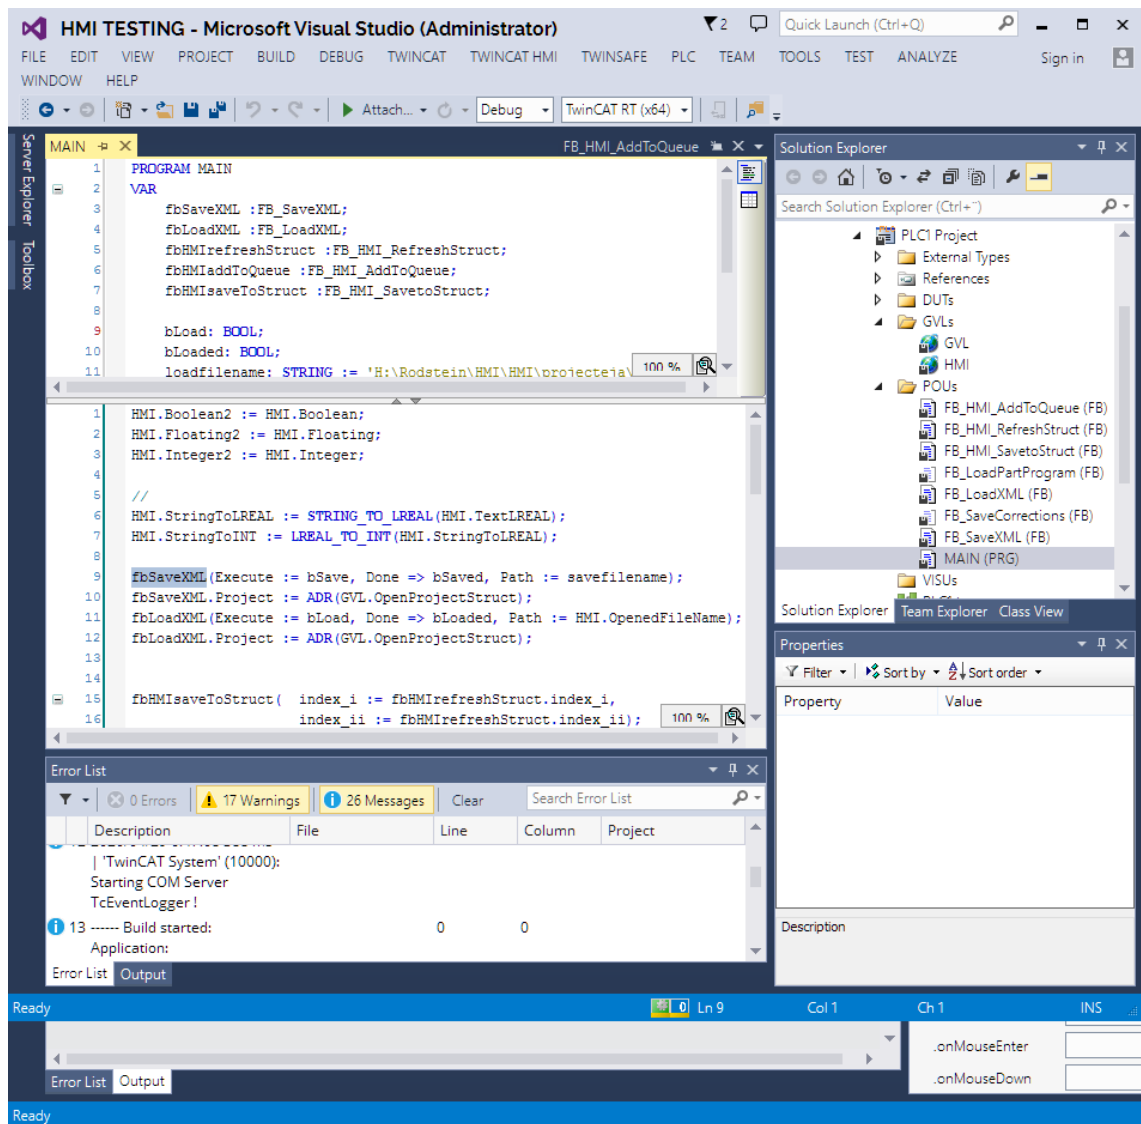 HMI TESTING - Microsoft Visual Studio (Administrator)
2
Quick Launch (Ctrl+Q)
FILE EDIT VIEW PROJECT BUILD DEBUG TWINCAT TWINCAT HMI TWINSAFE PLC TEAM TOOLS TEST ANALYZE Sign in
WINDOW HELP
Attach... Debug TwinCAT RT (x64)
Server Explorer
Toolbox
MAIN
FB_HMI_AddToQueue
1 PROGRAM MAIN
2 VAR
3 fbSaveXML :FB_SaveXML;
4 fbLoadXML :FB_LoadXML;
5 fbHMIrefreshStruct :FB_HMI_RefreshStruct;
6 fbHMIaddToQueue :FB_HMI_AddToQueue;
7 fbHMIsaveToStruct :FB_HMI_SavetoStruct;
8
9 bLoad: BOOL;
10 bLoaded: BOOL;
11 loadfilename: STRING := 'H:\Rodstein\HMI\HMI\projecteja\
100 %
1 HMI.Boolean2 := HMI.Boolean;
2 HMI.Floating2 := HMI.Floating;
3 HMI.Integer2 := HMI.Integer;
4
5 //
6 HMI.StringToLREAL := STRING_TO_LREAL(HMI.TextLREAL);
7 HMI.StringToINT := LREAL_TO_INT(HMI.StringToLREAL);
8
9 fbSaveXML(Execute := bSave, Done => bSaved, Path := savefilename);
10 fbSaveXML.Project := ADR(GVL.OpenProjectStruct);
11 fbLoadXML(Execute := bLoad, Done => bLoaded, Path := HMI.OpenedFileName);
12 fbLoadXML.Project := ADR(GVL.OpenProjectStruct);
13
14
15 fbHMIsaveToStruct( index_i := fbHMIrefreshStruct.index_i,
16 index_ii := fbHMIrefreshStruct.index_ii);
100 %
Solution Explorer
Search Solution Explorer (Ctrl+¨)
PLC1 Project
External Types
References
DUTs
GVLs
GVL
HMI
POUs
FB_HMI_AddToQueue (FB)
FB_HMI_RefreshStruct (FB)
FB_HMI_SavetoStruct (FB)
FB_LoadPartProgram (FB)
FB_LoadXML (FB)
FB_SaveCorrections (FB)
FB_SaveXML (FB)
MAIN (PRG)
VISUs
Solution Explorer Team Explorer Class View
Properties
Filter Sort by Sort order
Property Value
Description
Error List
0 Errors 17 Warnings 26 Messages Clear Search Error List
Description File Line Column Project
| 'TwinCAT System' (10000):
Starting COM Server
TcEventLogger !
13 ------ Build started: 0 0
Application:
Error List Output
Ready 0 Ln 9 Col 1 Ch 1 INS
.onMouseEnter
.onMouseDown
Error List Output
Ready